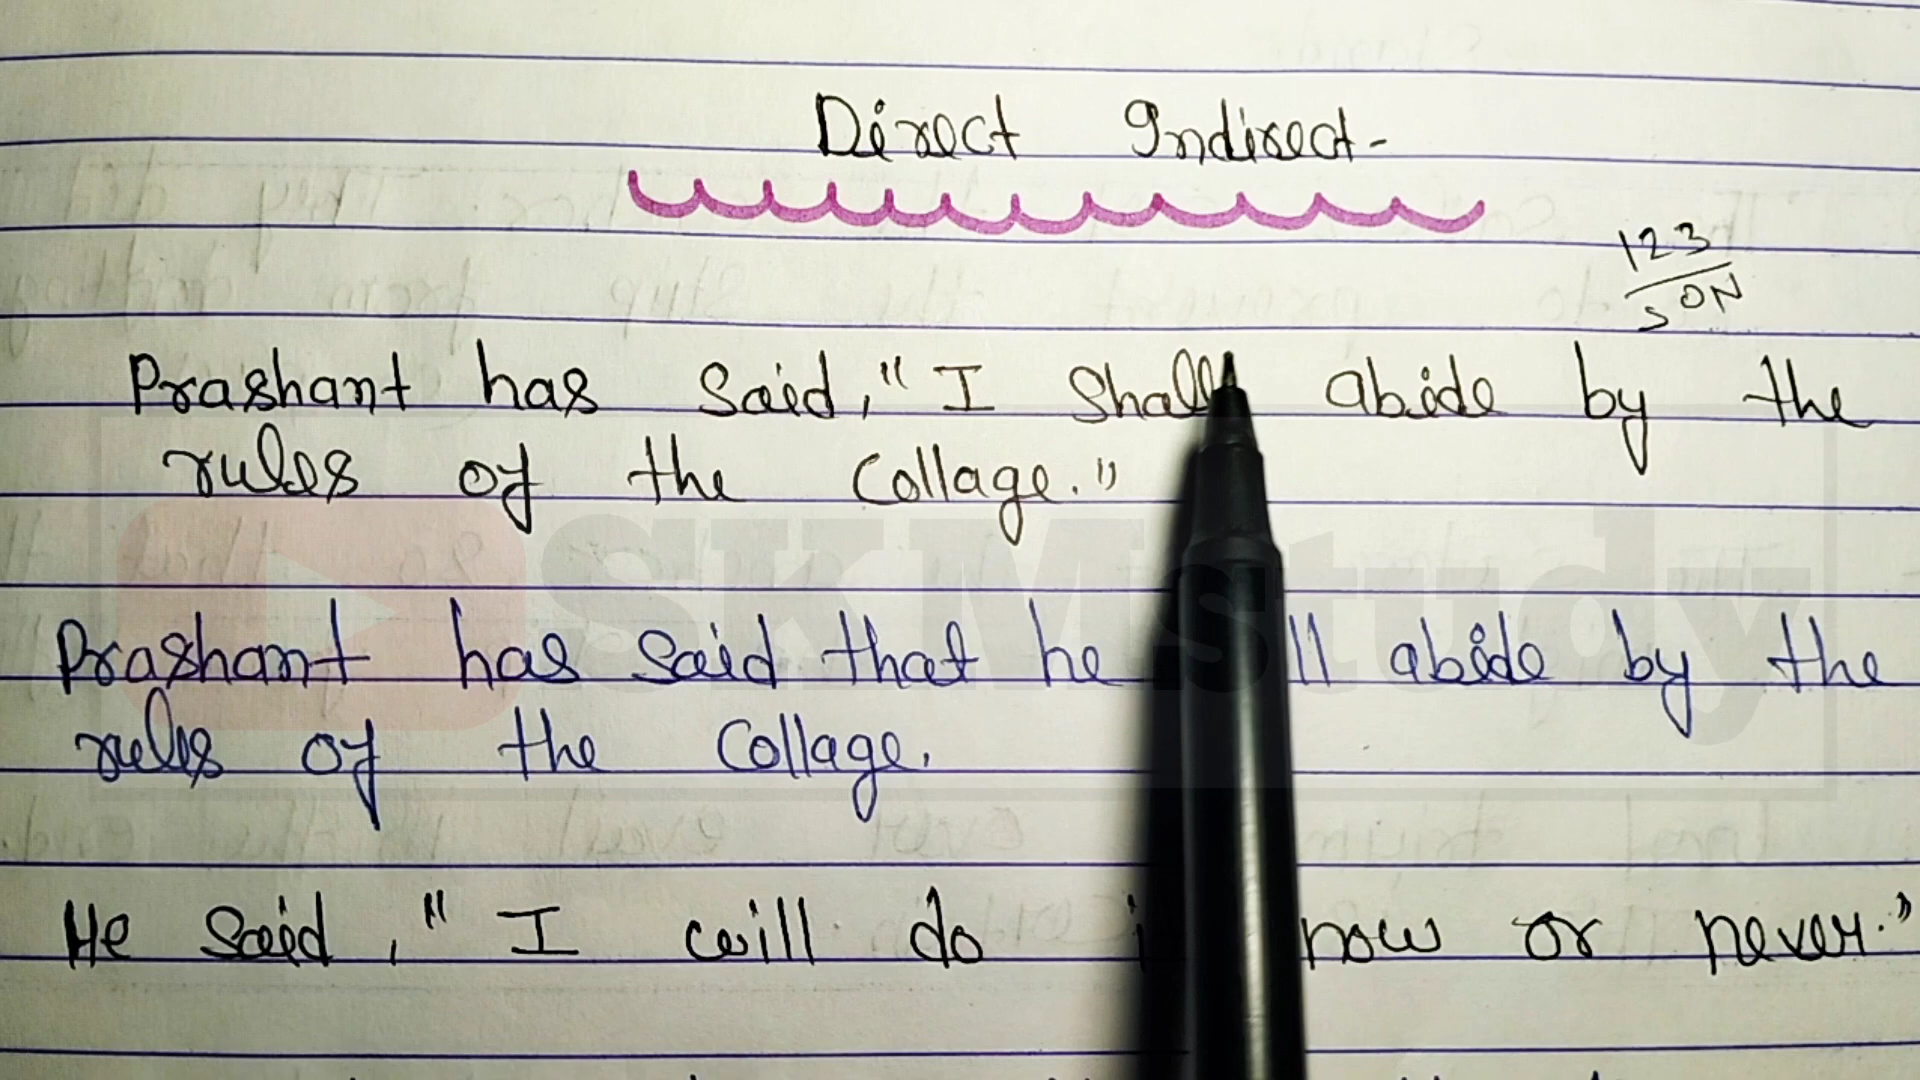 Direct Indirect-
123
SON
Prashant has Said, " I Shall abide by the
rules of the Collage."
SKMstudy
Prashant has Said that he abide by the
rules of the Collage.
He Said, " I will do now or never."